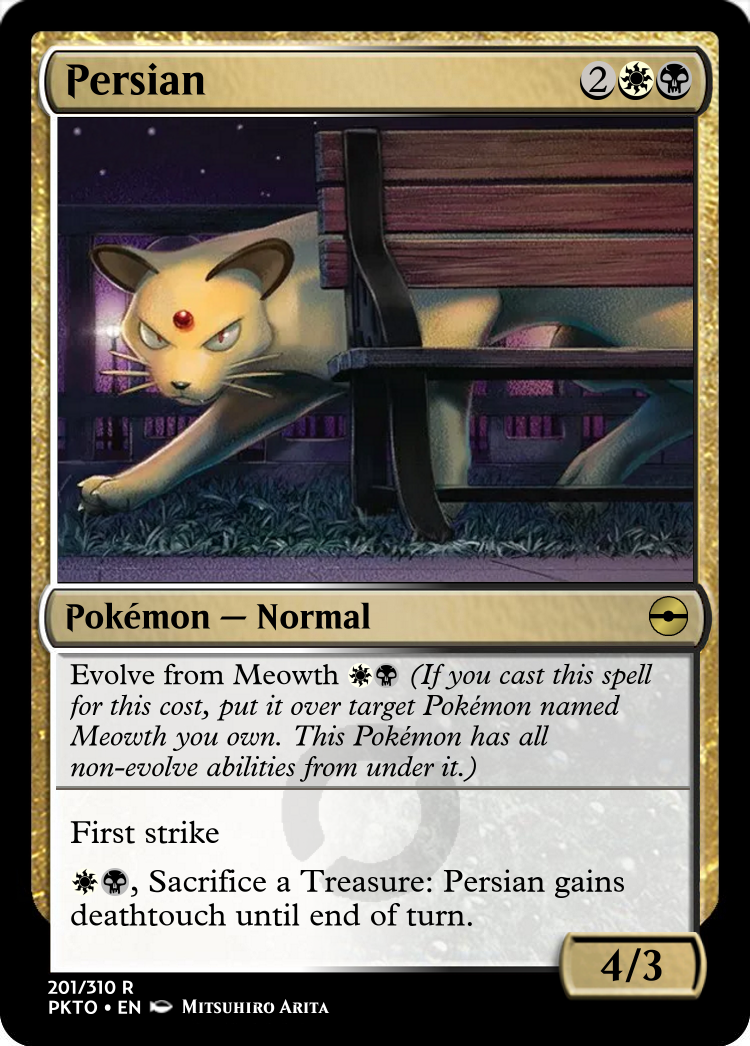 Persian 2
Pokémon — Normal
Evolve from Meowth (If you cast this spell
for this cost, put it over target Pokémon named
Meowth you own. This Pokémon has all
non-evolve abilities from under it.)
First strike
, Sacrifice a Treasure: Persian gains
deathtouch until end of turn.
4/3
201/310 R
PKTO • EN Mitsuhiro Arita